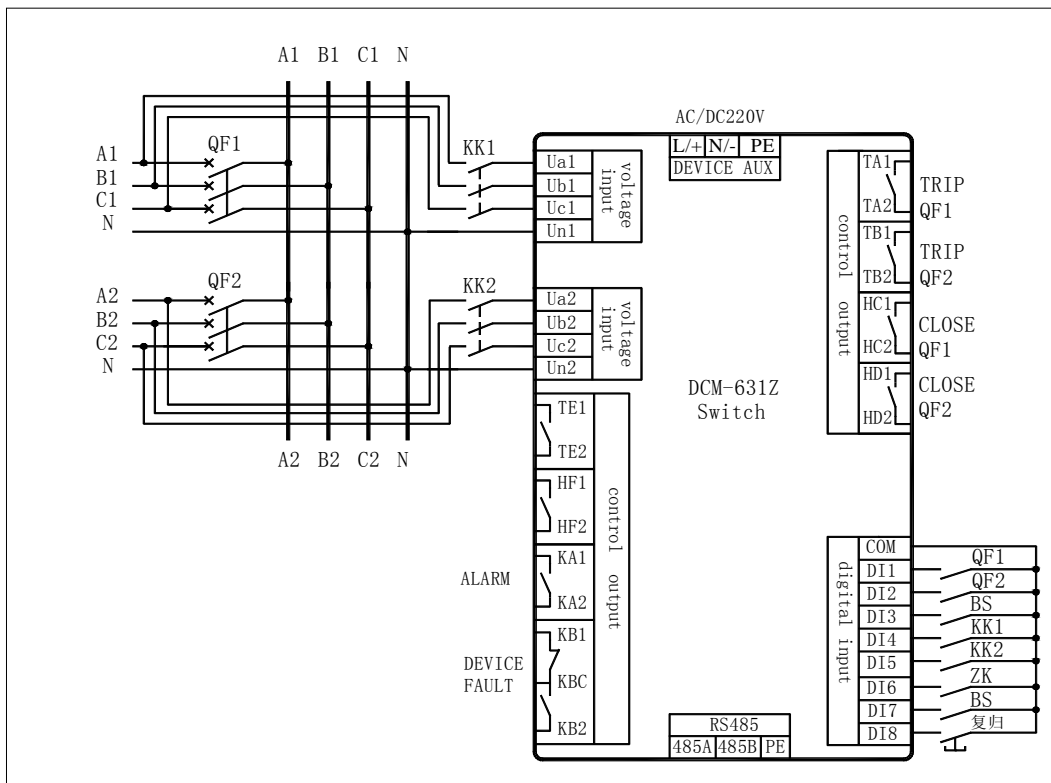 A1 B1 C1 N
AC/DC220V
L/+ N/- PE
DEVICE AUX
A1
B1
C1
N
QF1
KK1
Ua1
Ub1
Uc1
Un1
voltage input
A2
B2
C2
N
QF2
KK2
Ua2
Ub2
Uc2
Un2
voltage input
A2 B2 C2 N
DCM-631Z
Switch
control output
TA1
TA2
TRIP
QF1
TB1
TB2
TRIP
QF2
HC1
HC2
CLOSE
QF1
HD1
HD2
CLOSE
QF2
TE1
TE2
HF1
HF2
ALARM
KA1
KA2
DEVICE
FAULT
KB1
KBC
KB2
control output
digital input
COM
DI1 QF1
DI2 QF2
DI3 BS
DI4 KK1
DI5 KK2
DI6 ZK
DI7 BS
DI8 复归
RS485
485A 485B PE